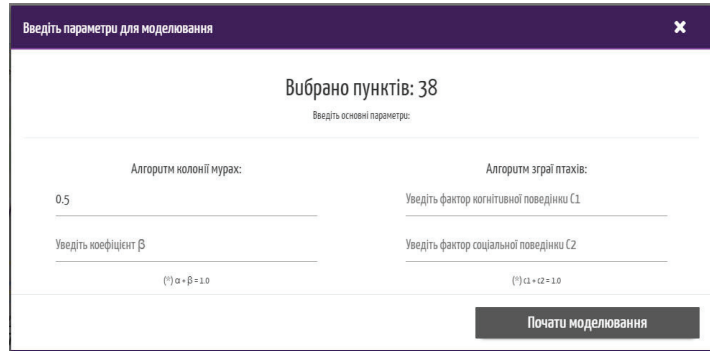 Введіть параметри для моделювання
Вибрано пунктів: 38
Введіть основні параметри:
Алгоритм колонії мурах:
0.5
Уведіть коефіцієнт β
(*) α + β = 1.0
Алгоритм зграї птахів:
Уведіть фактор когнітивної поведінки C1
Уведіть фактор соціальної поведінки C2
(*) c1 + c2 = 1.0
Почати моделювання